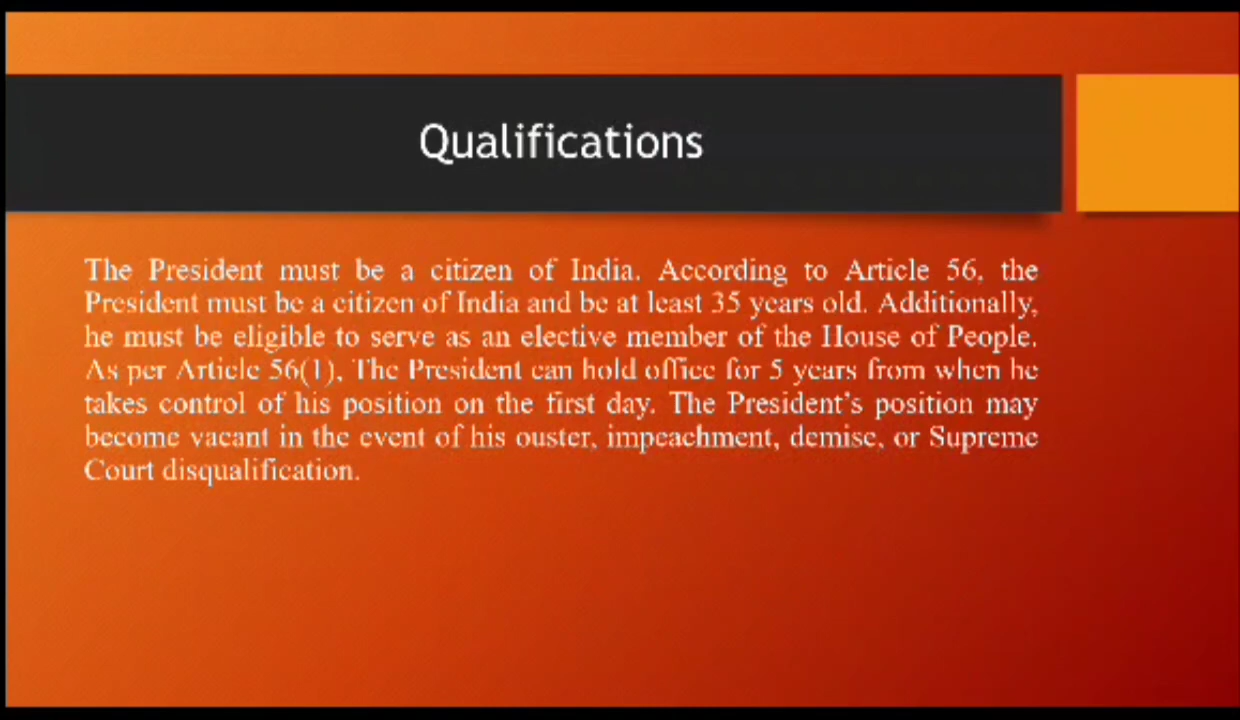 Qualifications
The President must be a citizen of India. According to Article 56, the
President must be a citizen of India and be at least 35 years old. Additionally,
he must be eligible to serve as an elective member of the House of People.
As per Article 56(1), The President can hold office for 5 years from when he
takes control of his position on the first day. The President's position may
become vacant in the event of his ouster, impeachment, demise, or Supreme
Court disqualification.